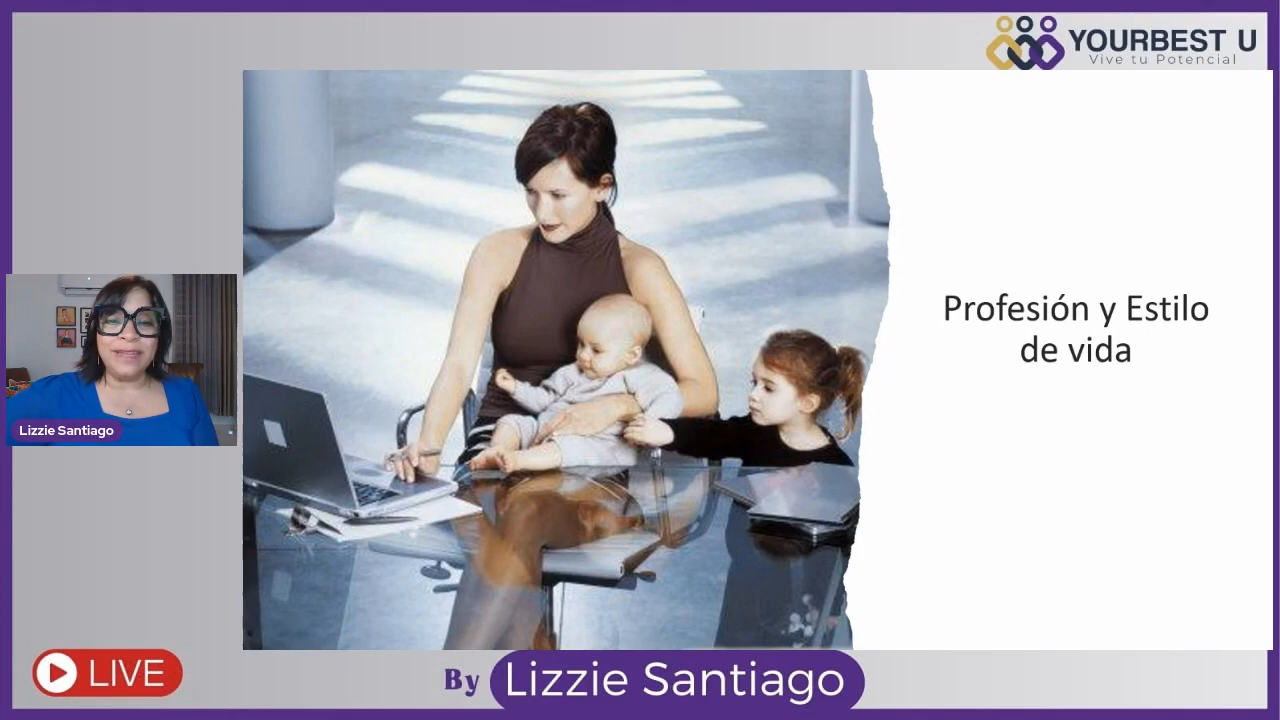 YOURBEST U
Vive tu Potencial
Profesión y Estilo
de vida
Lizzie Santiago
LIVE
By Lizzie Santiago